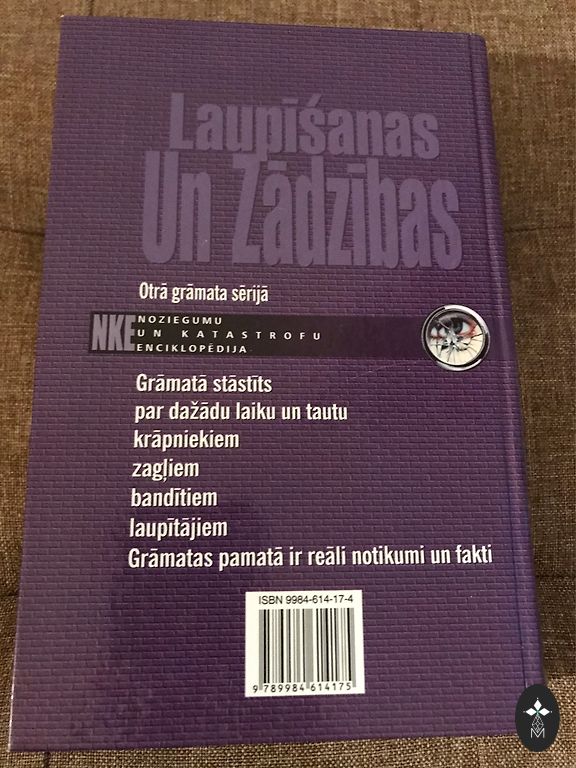 Laupīśanas
Un Zādzības
Otrā grāmata sērijā
NKE
NOZIEGUMU
UN KATASTROFU
ENCIKLOPĒDIJA
Grāmatā stāstīts
par dažādu laiku un tautu
krāpniekiem
zagļiem
bandītiem
laupītājiem
Grāmatas pamatā ir reāli notikumi un fakti
ISBN 9984-614-17-4
9 789984 614175
M